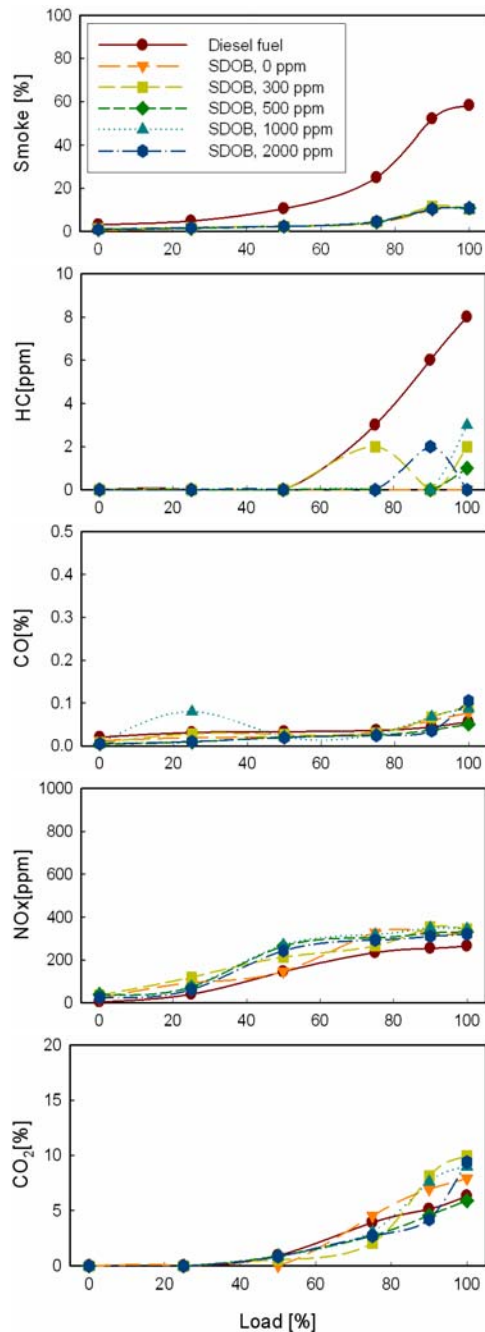 100
80
60
40
20
0
Smoke [%]
Diesel fuel
SDOB, 0 ppm
SDOB, 300 ppm
SDOB, 500 ppm
SDOB, 1000 ppm
SDOB, 2000 ppm
0 20 40 60 80 100
10
8
6
4
2
0
HC[ppm]
0 20 40 60 80 100
0.5
0.4
0.3
0.2
0.1
0.0
CO[%]
0 20 40 60 80 100
1000
800
600
400
200
0
NOx[ppm]
0 20 40 60 80 100
20
15
10
5
0
CO₂[%]
0 20 40 60 80 100
Load [%]